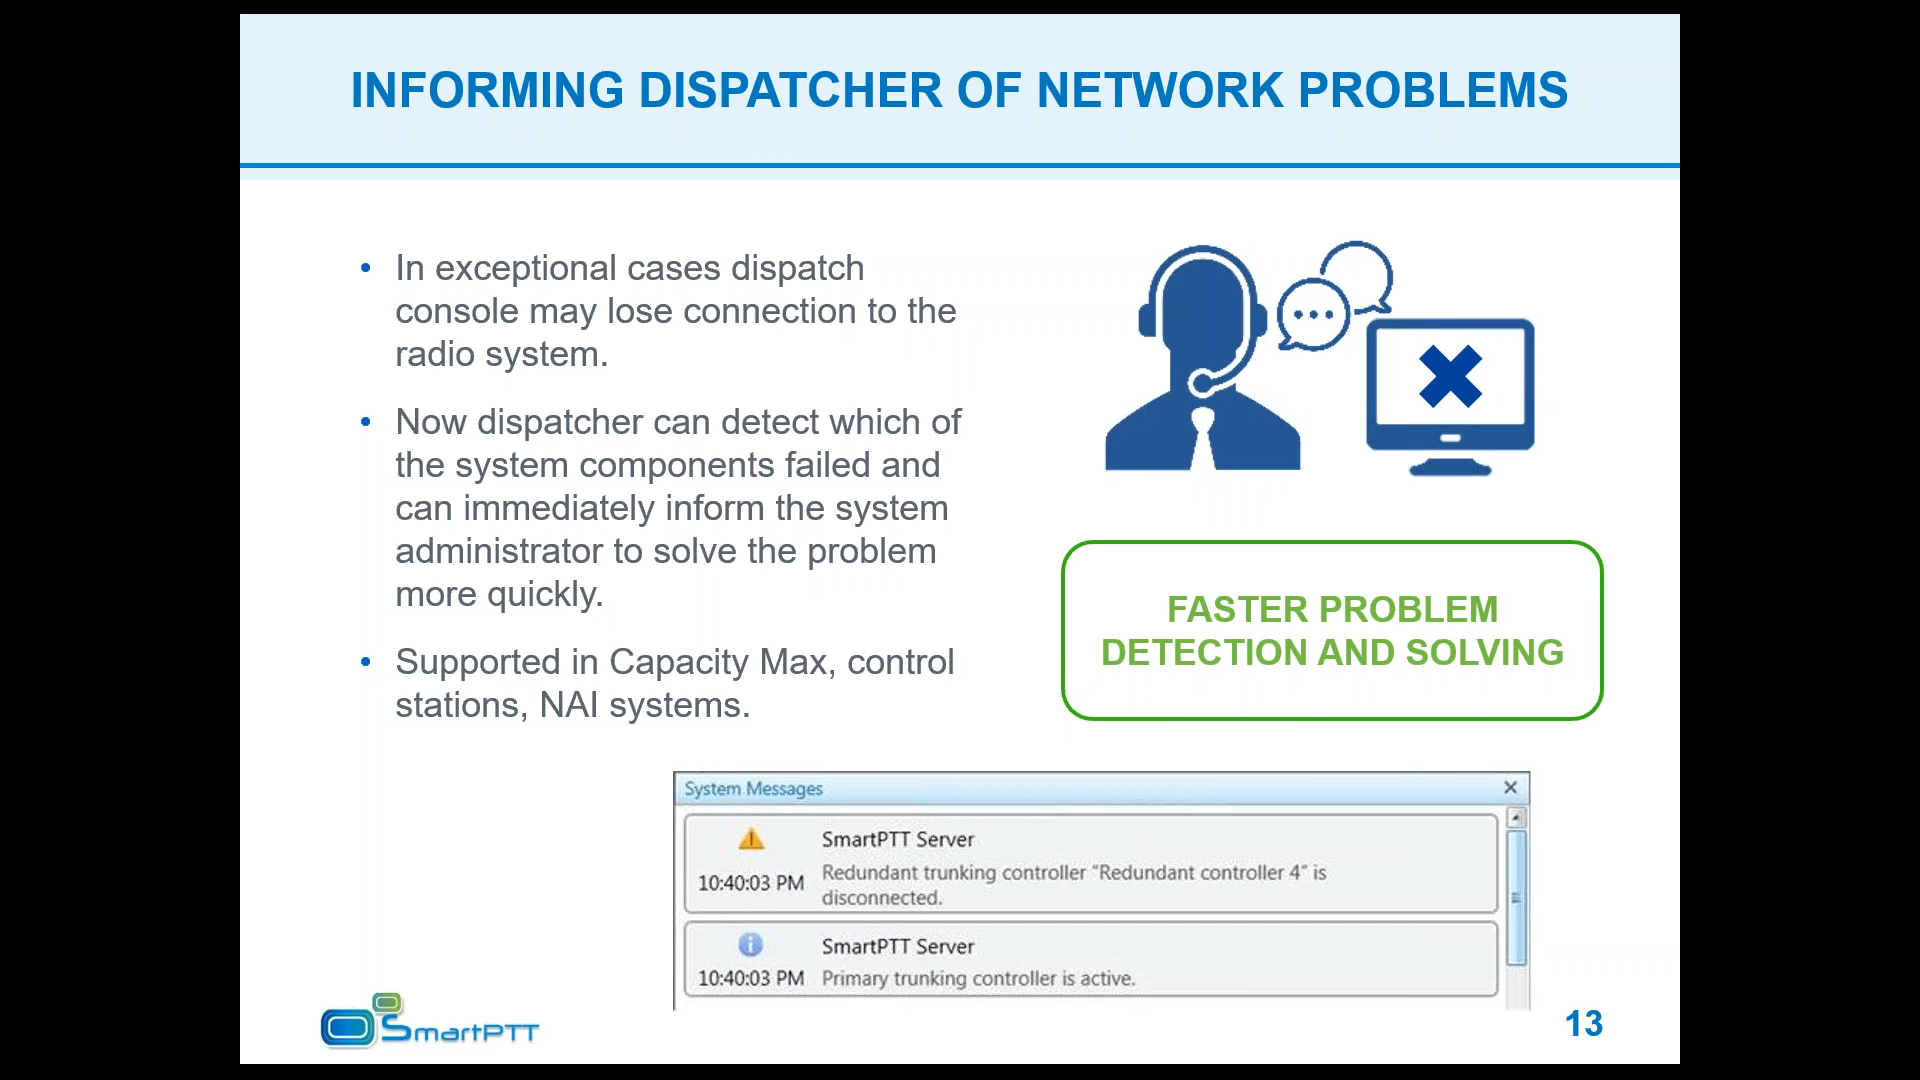 INFORMING DISPATCHER OF NETWORK PROBLEMS
• In exceptional cases dispatch
console may lose connection to the
radio system.
• Now dispatcher can detect which of
the system components failed and
can immediately inform the system
administrator to solve the problem
more quickly.
• Supported in Capacity Max, control
stations, NAI systems.
FASTER PROBLEM
DETECTION AND SOLVING
System Messages
SmartPTT Server
10:40:03 PM
Redundant trunking controller "Redundant controller 4" is
disconnected.
SmartPTT Server
10:40:03 PM
Primary trunking controller is active.
SmartPTT
13